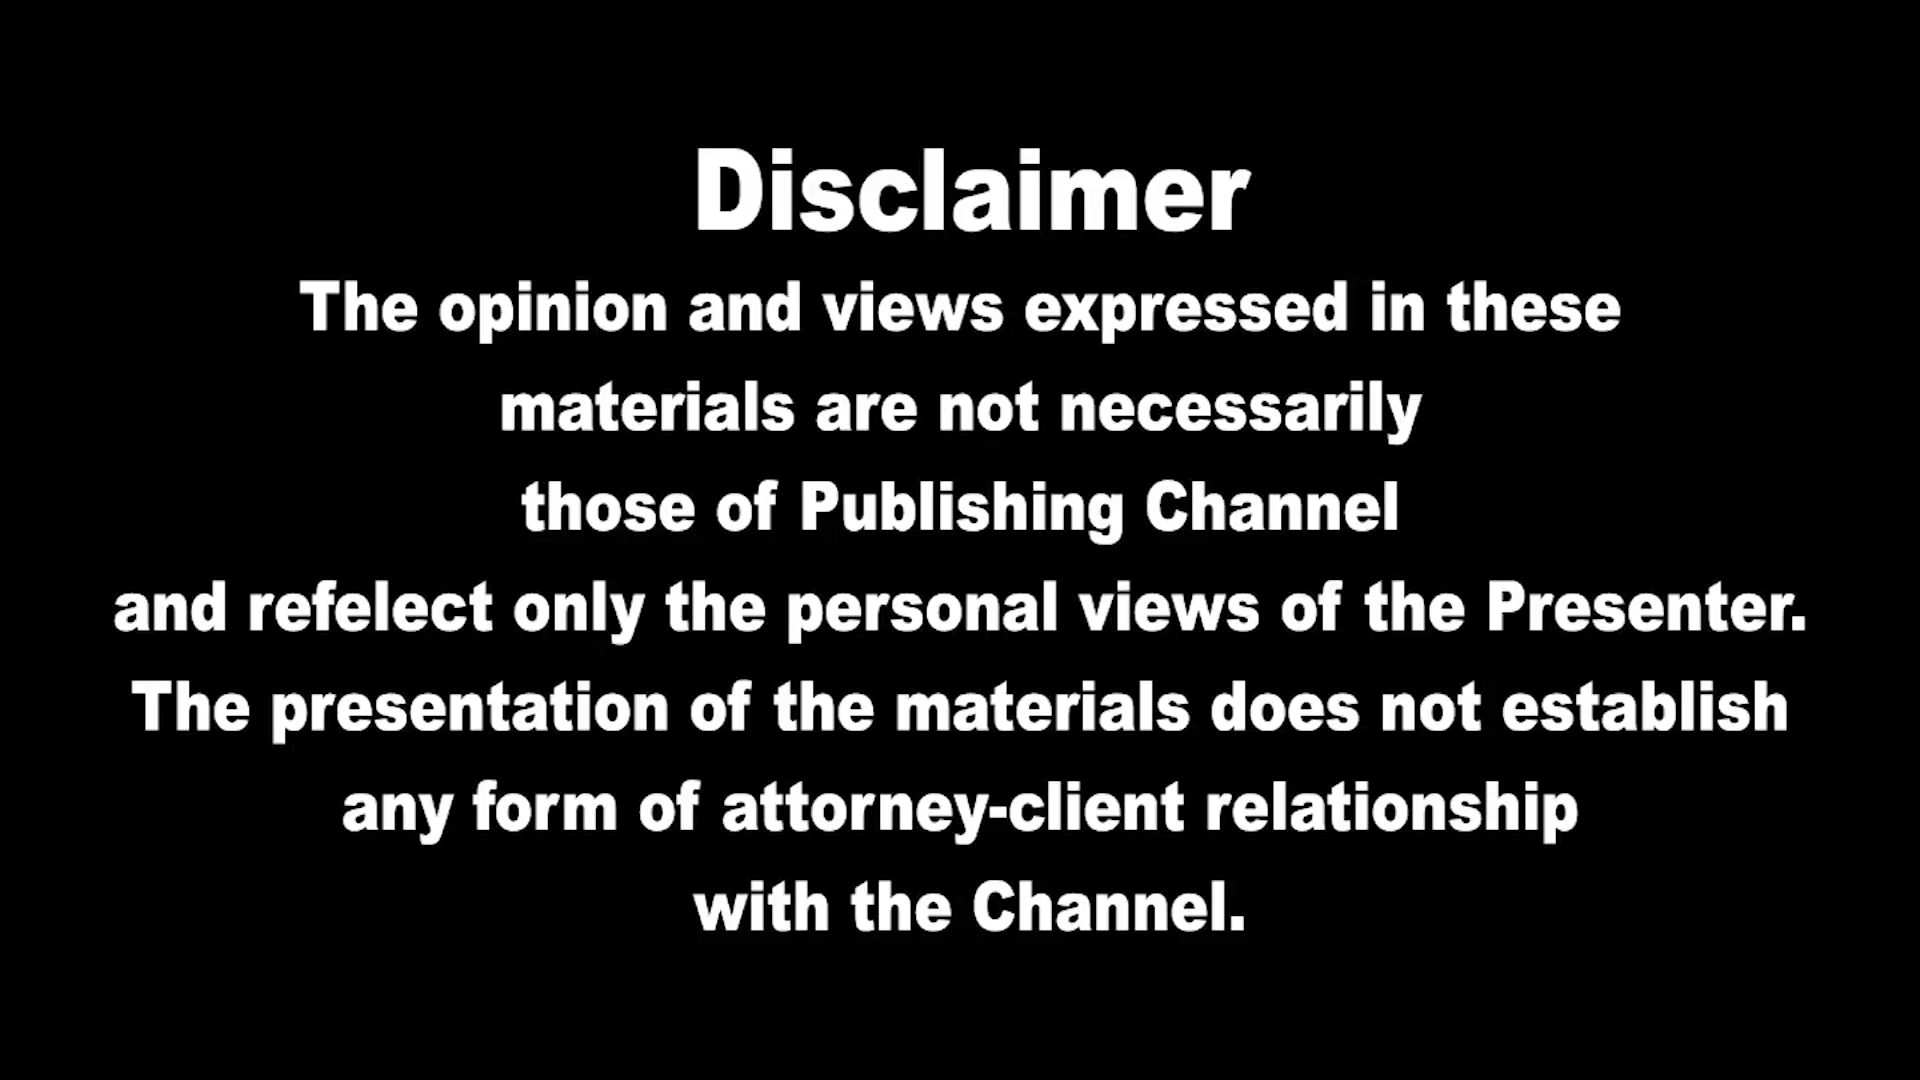 Disclaimer
The opinion and views expressed in these
materials are not necessarily
those of Publishing Channel
and refelect only the personal views of the Presenter.
The presentation of the materials does not establish
any form of attorney-client relationship
with the Channel.